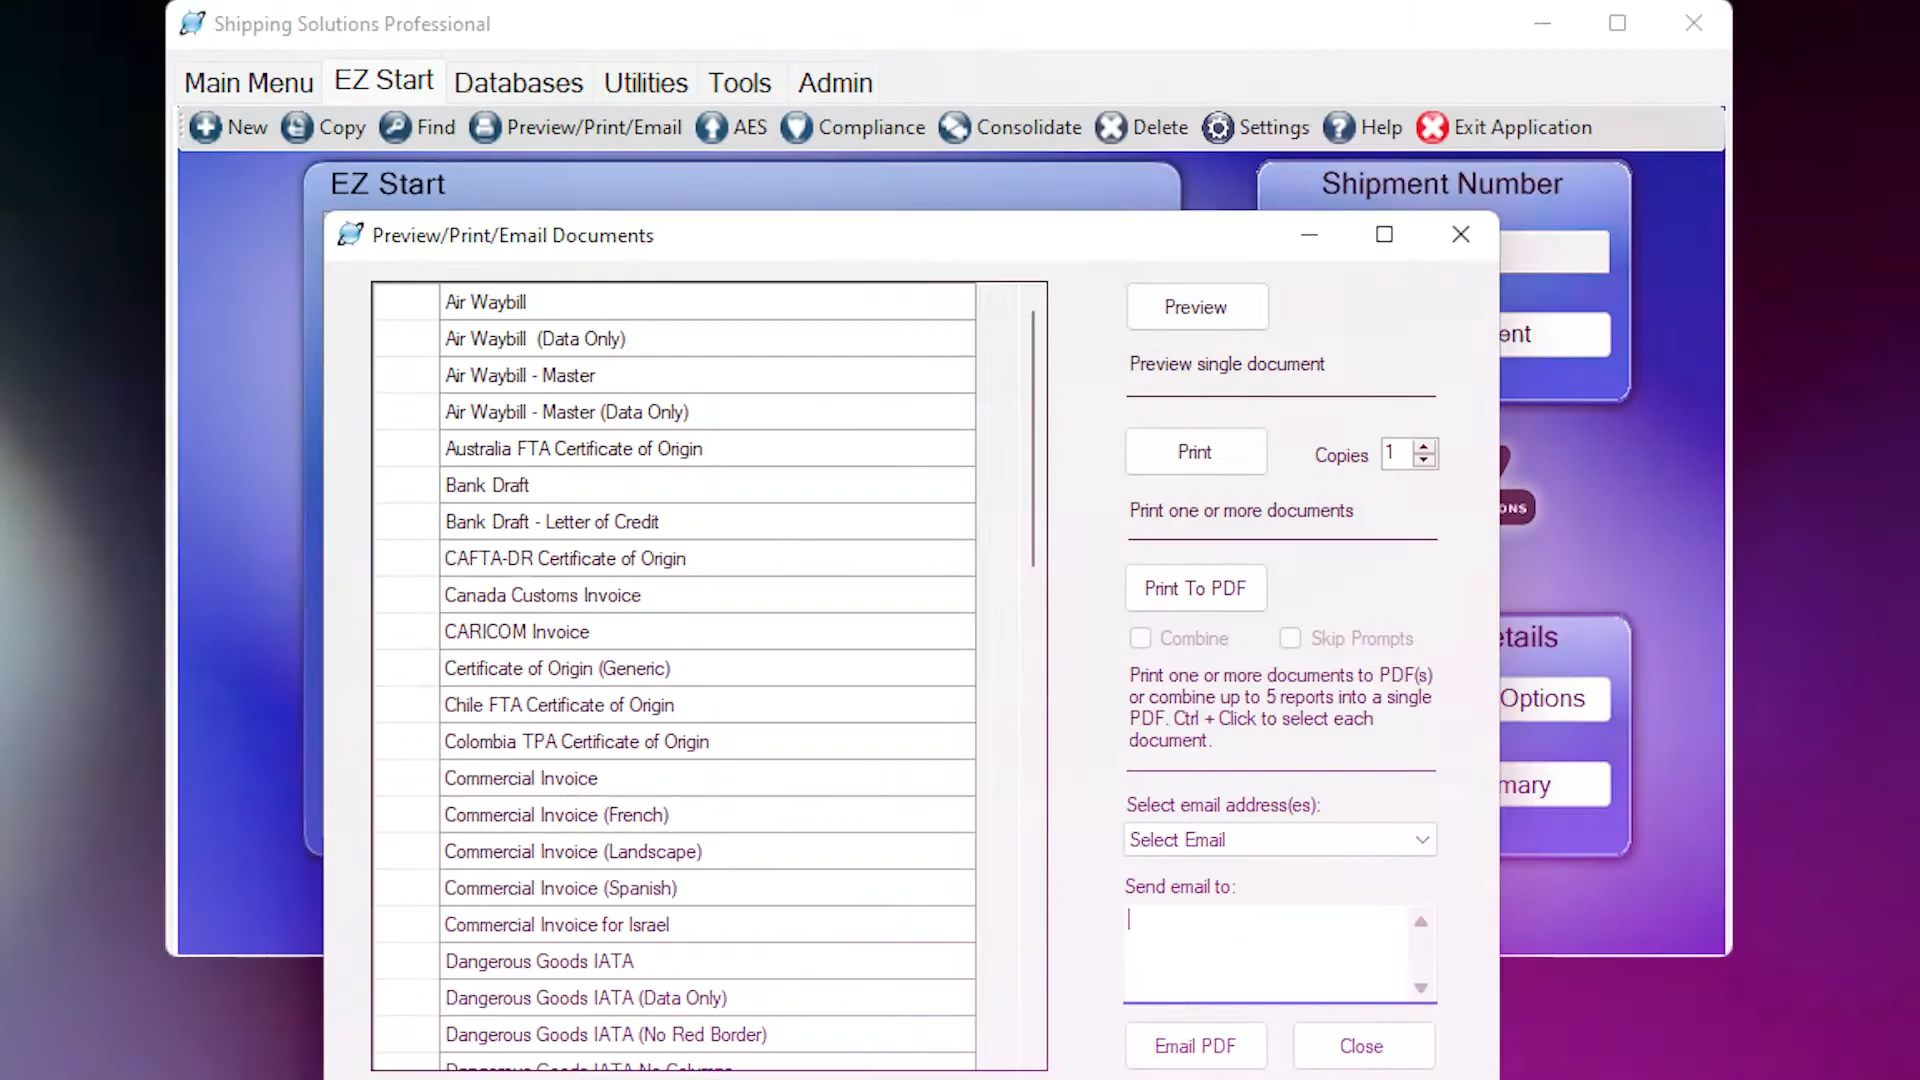 Shipping Solutions Professional
Main Menu EZ Start Databases Utilities Tools Admin
New Copy Find Preview/Print/Email AES Compliance Consolidate Delete Settings Help Exit Application
EZ Start
Shipment Number
Preview/Print/Email Documents
Air Waybill
Air Waybill (Data Only)
Air Waybill - Master
Air Waybill - Master (Data Only)
Australia FTA Certificate of Origin
Bank Draft
Bank Draft - Letter of Credit
CAFTA-DR Certificate of Origin
Canada Customs Invoice
CARICOM Invoice
Certificate of Origin (Generic)
Chile FTA Certificate of Origin
Colombia TPA Certificate of Origin
Commercial Invoice
Commercial Invoice (French)
Commercial Invoice (Landscape)
Commercial Invoice (Spanish)
Commercial Invoice for Israel
Dangerous Goods IATA
Dangerous Goods IATA (Data Only)
Dangerous Goods IATA (No Red Border)
Dangerous Goods IATA No Columns
Preview
Preview single document
Print
Copies 1
Print one or more documents
Print To PDF
Combine Skip Prompts
Print one or more documents to PDF(s)
or combine up to 5 reports into a single
PDF. Ctrl + Click to select each
document.
Select email address(es):
Select Email
Send email to:
Email PDF Close
ent
ONS
etails
Options
mary